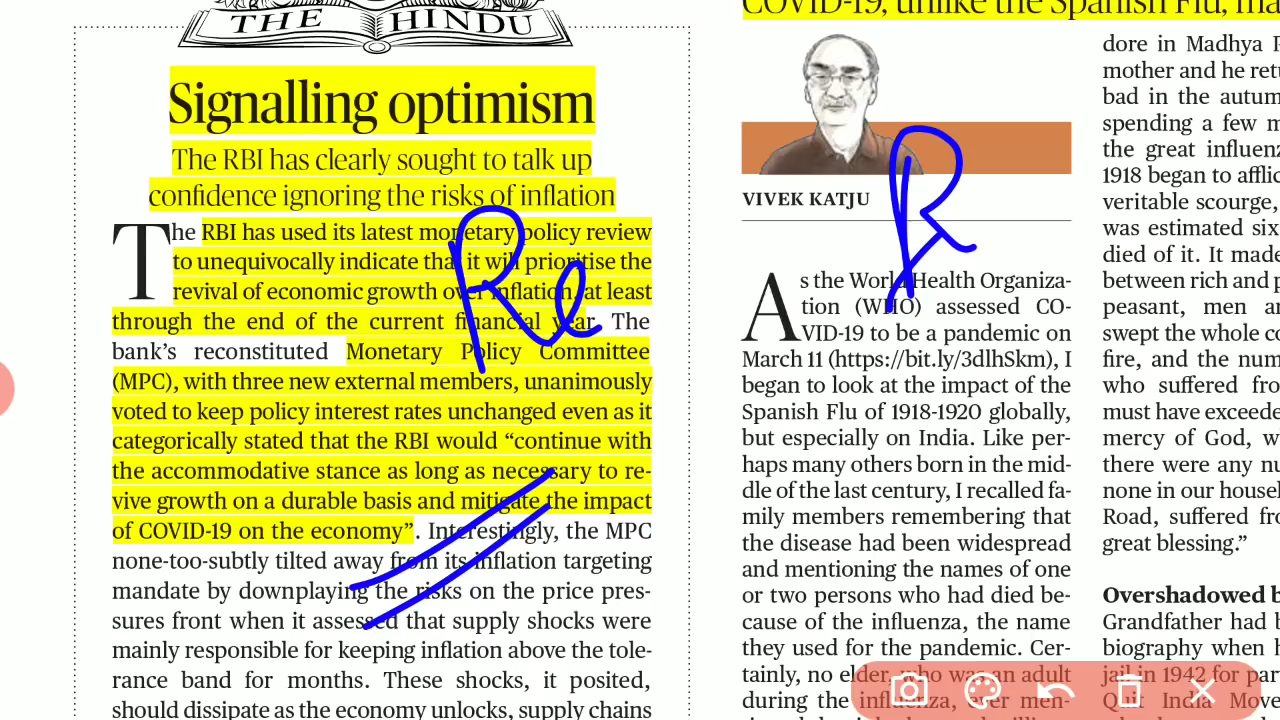 THE HINDU
Signalling optimism
The RBI has clearly sought to talk up
confidence ignoring the risks of inflation
The RBI has used its latest monetary policy review
to unequivocally indicate that it will prioritise the
revival of economic growth over inflation, at least
through the end of the current financial year. The
bank’s reconstituted Monetary Policy Committee
(MPC), with three new external members, unanimously
voted to keep policy interest rates unchanged even as it
categorically stated that the RBI would “continue with
the accommodative stance as long as necessary to re-
vive growth on a durable basis and mitigate the impact
of COVID-19 on the economy”. Interestingly, the MPC
none-too-subtly tilted away from its inflation targeting
mandate by downplaying the risks on the price pres-
sures front when it assessed that supply shocks were
mainly responsible for keeping inflation above the tole-
rance band for months. These shocks, it posited,
should dissipate as the economy unlocks, supply chains
Re
COVID-19, unlike the Spanish Flu, ma
VIVEK KATJU
R
As the World Health Organiza-
tion (WHO) assessed CO-
VID-19 to be a pandemic on
March 11 (https://bit.ly/3dlhSkm), I
began to look at the impact of the
Spanish Flu of 1918-1920 globally,
but especially on India. Like per-
haps many others born in the mid-
dle of the last century, I recalled fa-
mily members remembering that
the disease had been widespread
and mentioning the names of one
or two persons who had died be-
cause of the influenza, the name
they used for the pandemic. Cer-
tainly, no elder, who was an adult
during the influenza, ever men-
dore in Madhya P
mother and he retu
bad in the autum
spending a few m
the great influenz
1918 began to afflic
veritable scourge,
was estimated six
died of it. It made
between rich and p
peasant, men an
swept the whole co
fire, and the num
who suffered fro
must have exceede
mercy of God, w
there were any nu
none in our househ
Road, suffered fro
great blessing.”
Overshadowed b
Grandfather had b
biography when h
jail in 1942 for par
Quit India Move